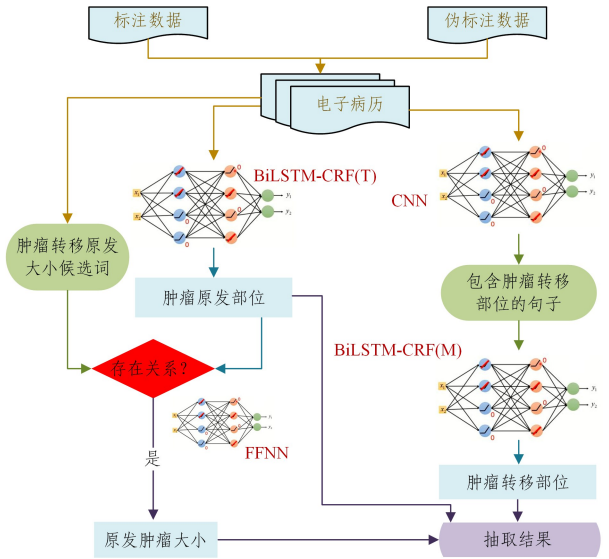 标注数据
伪标注数据
电子病历
BiLSTM-CRF(T)
CNN
肿瘤转移原发
大小候选词
肿瘤原发部位
包含肿瘤转移
部位的句子
BiLSTM-CRF(M)
存在关系?
FFNN
是
肿瘤转移部位
原发肿瘤大小
抽取结果